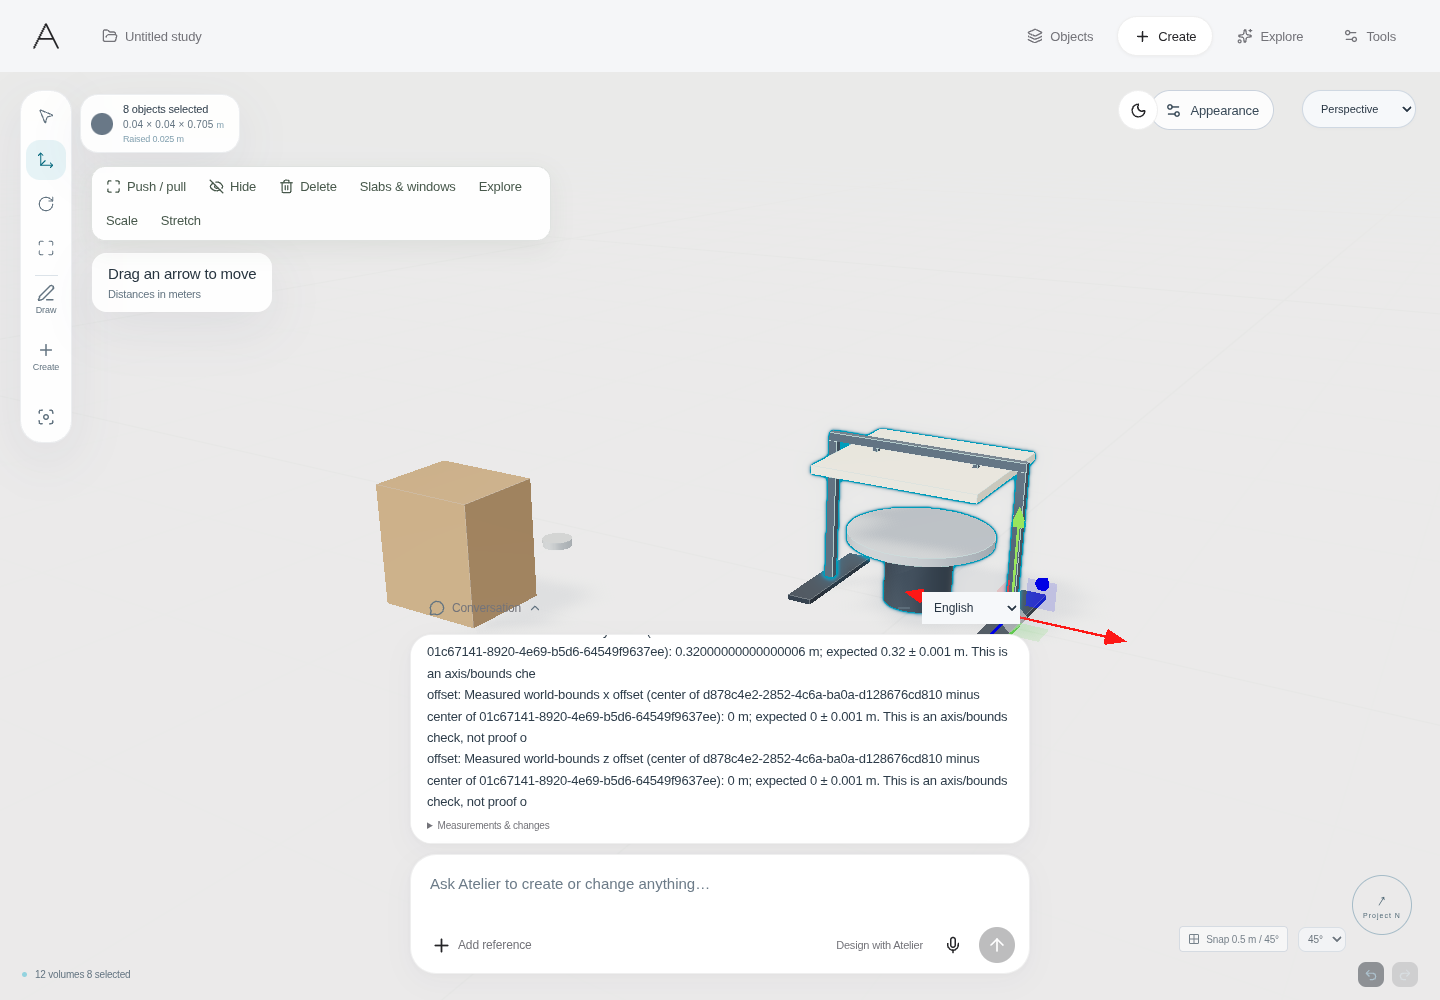 Untitled study
Objects
Create
Explore
Tools
8 objects selected
0.04 × 0.04 × 0.705 m
Raised 0.025 m
Appearance
Perspective
Push / pull
Hide
Delete
Slabs & windows
Explore
Scale
Stretch
Drag an arrow to move
Distances in meters
Draw
Create
Conversation
English
01c67141-8920-4e69-b5d6-64549f9637ee): 0.32000000000000006 m; expected 0.32 ± 0.001 m. This is
an axis/bounds che
offset: Measured world-bounds x offset (center of d878c4e2-2852-4c6a-ba0a-d128676cd810 minus
center of 01c67141-8920-4e69-b5d6-64549f9637ee): 0 m; expected 0 ± 0.001 m. This is an axis/bounds
check, not proof o
offset: Measured world-bounds z offset (center of d878c4e2-2852-4c6a-ba0a-d128676cd810 minus
center of 01c67141-8920-4e69-b5d6-64549f9637ee): 0 m; expected 0 ± 0.001 m. This is an axis/bounds
check, not proof o
Measurements & changes
Ask Atelier to create or change anything…
Add reference
Design with Atelier
Project N
Snap 0.5 m / 45°
45°
12 volumes 8 selected